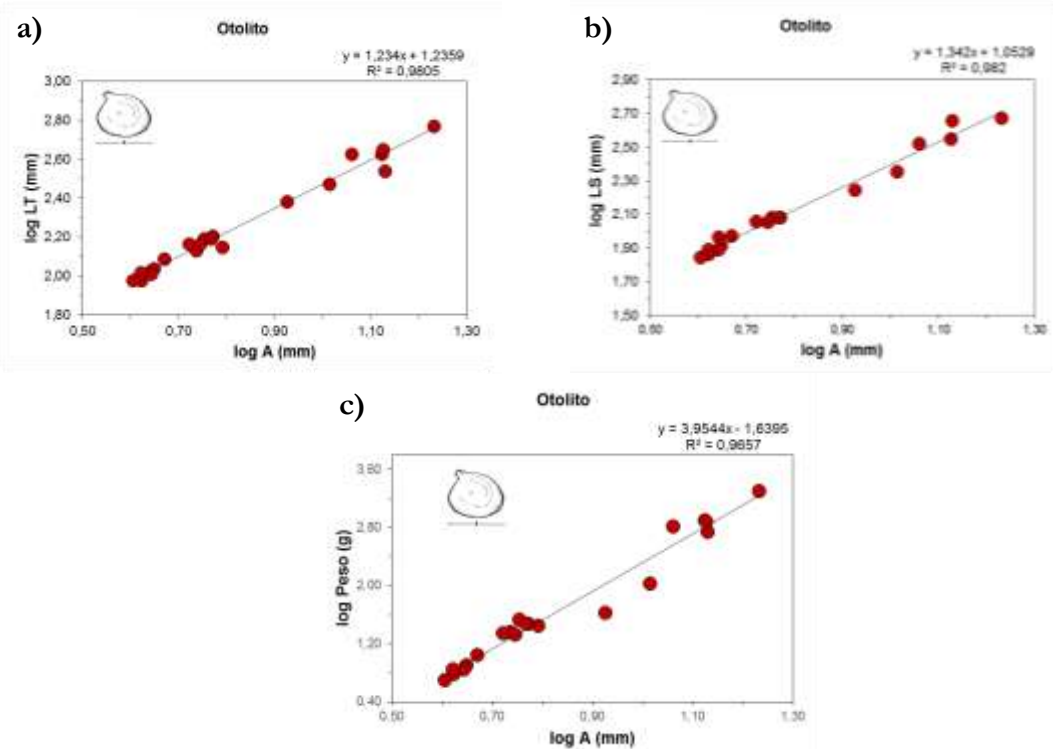 a)
Otolito
y = 1,234x + 1,2359
R² = 0,9805
3,00
2,80
2,60
2,40
2,20
2,00
1,80
log LT (mm)
0,50
0,70
0,90
1,10
1,30
log A (mm)
b)
Otolito
y = 1,342x + 1,0529
R² = 0,982
2,90
2,70
2,50
2,30
2,10
1,90
1,70
1,50
log LS (mm)
0,50
0,70
0,90
1,10
1,30
log A (mm)
c)
Otolito
y = 3,9544x - 1,6395
R² = 0,9657
3,60
2,80
2,00
1,20
0,40
log Peso (g)
0,50
0,70
0,90
1,10
1,30
log A (mm)